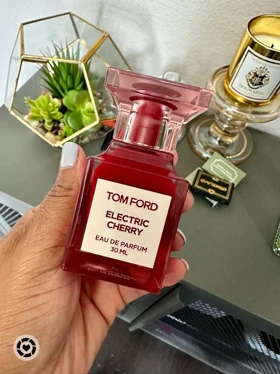 TOM FORD
ELECTRIC
CHERRY
EAU DE PARFUM
30 ML